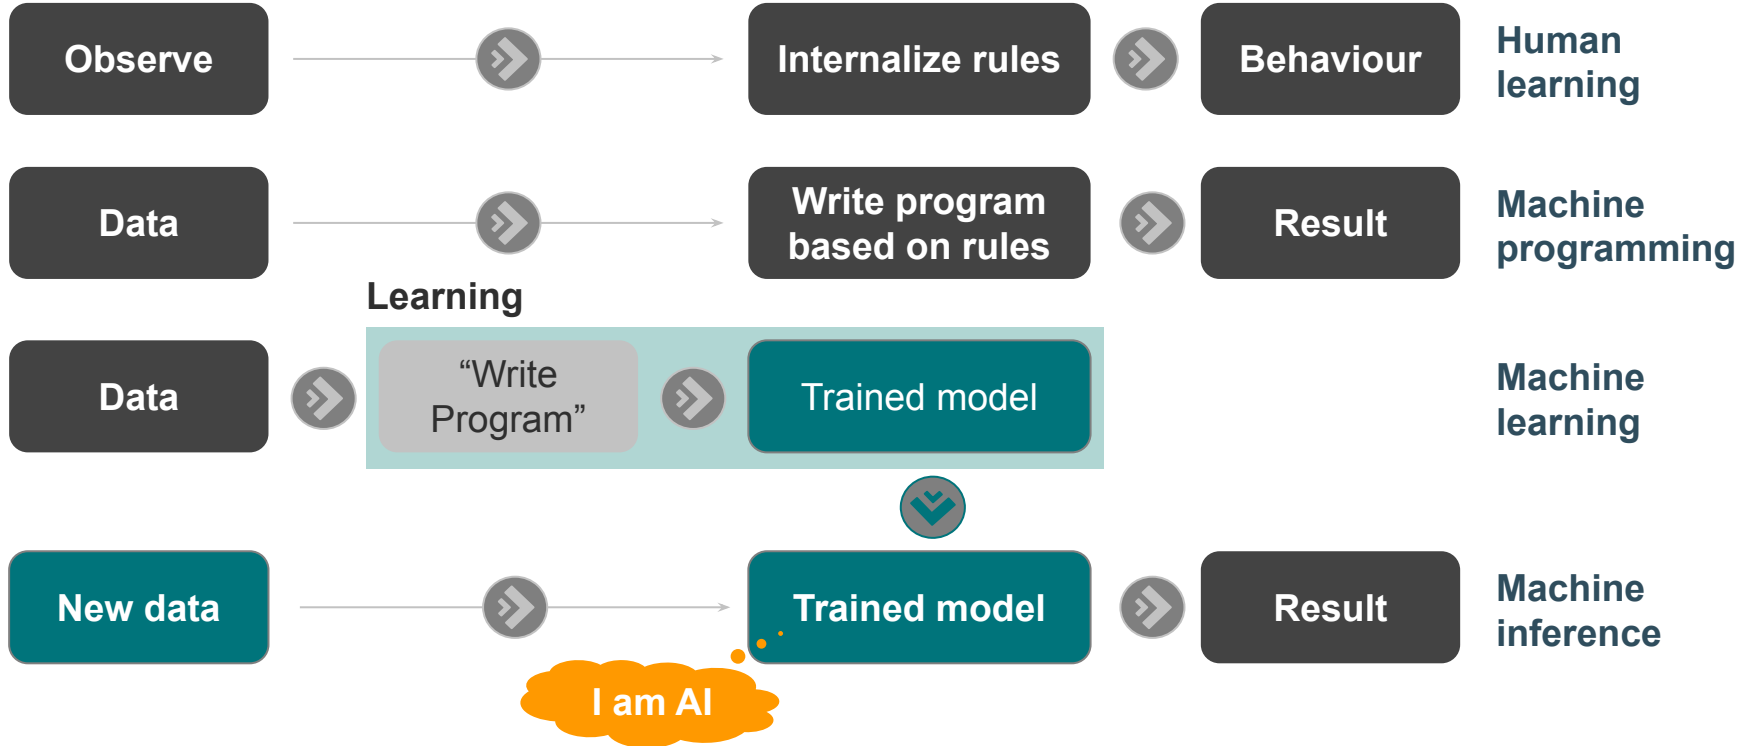 Observe
Internalize rules
Behaviour
Human
learning
Data
Write program
based on rules
Result
Machine
programming
Learning
Data
“Write
Program”
Trained model
Machine
learning
New data
Trained model
Result
Machine
inference
I am AI